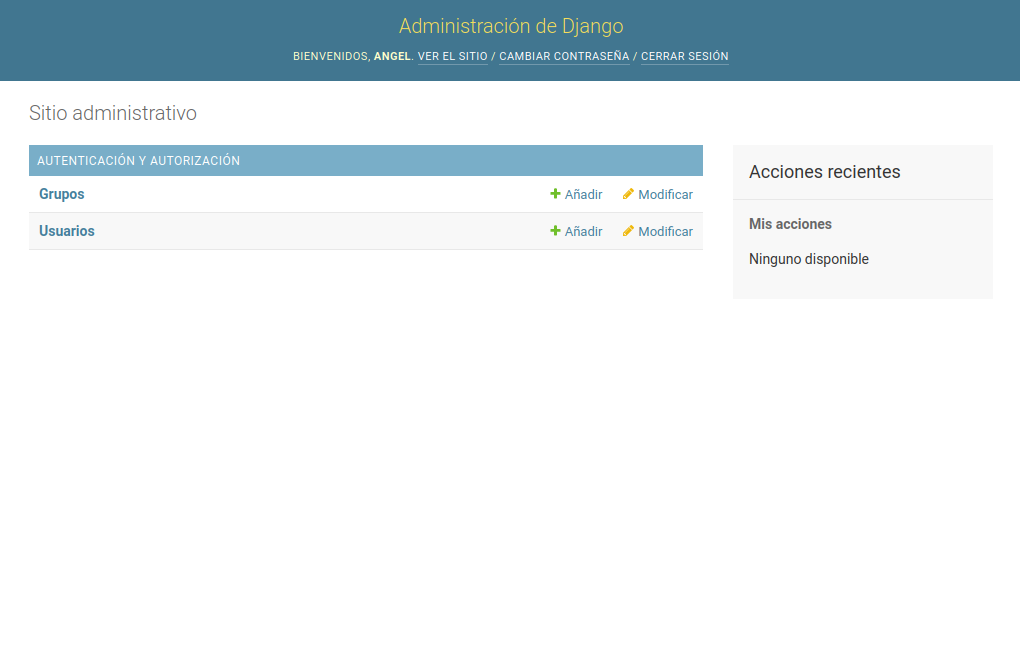 Administración de Django
BIENVENIDOS, ANGEL. VER EL SITIO / CAMBIAR CONTRASEÑA / CERRAR SESIÓN
Sitio administrativo
AUTENTICACIÓN Y AUTORIZACIÓN
Grupos Añadir Modificar
Usuarios Añadir Modificar
Acciones recientes
Mis acciones
Ninguno disponible